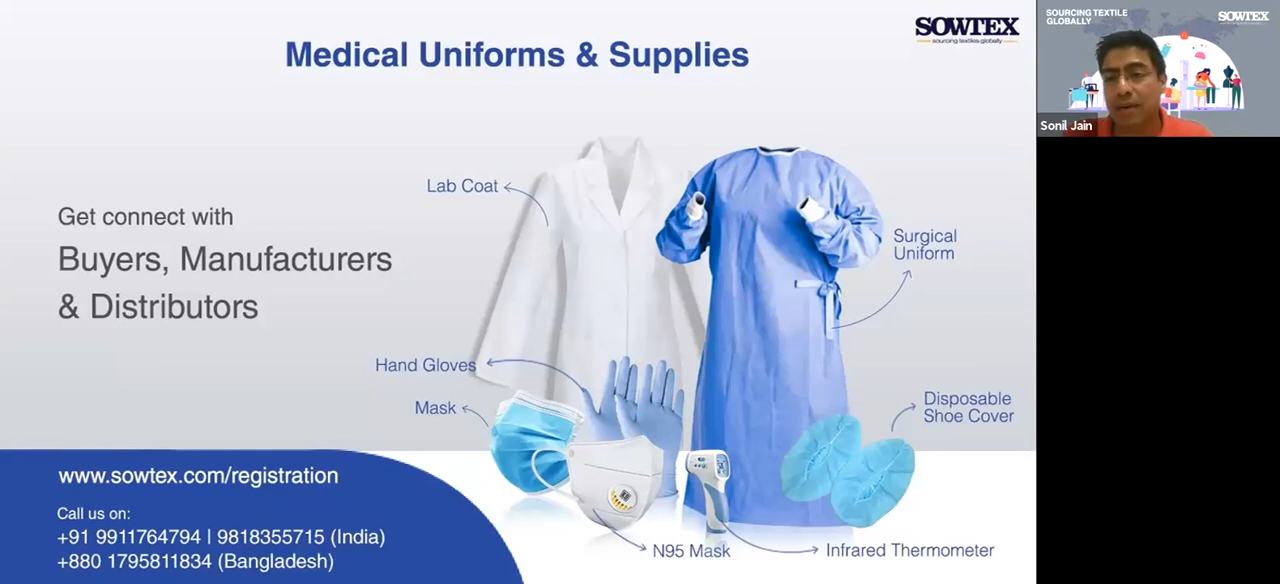 Medical Uniforms & Supplies
SOWTEX
sourcing textiles globally
SOURCING TEXTILE
GLOBALLY
SOWTEX
Sonil Jain
Lab Coat
Get connect with
Buyers, Manufacturers
& Distributors
Surgical
Uniform
Hand Gloves
Mask
Disposable
Shoe Cover
www.sowtex.com/registration
Call us on:
+91 9911764794 | 9818355715 (India)
+880 1795811834 (Bangladesh)
N95 Mask
Infrared Thermometer